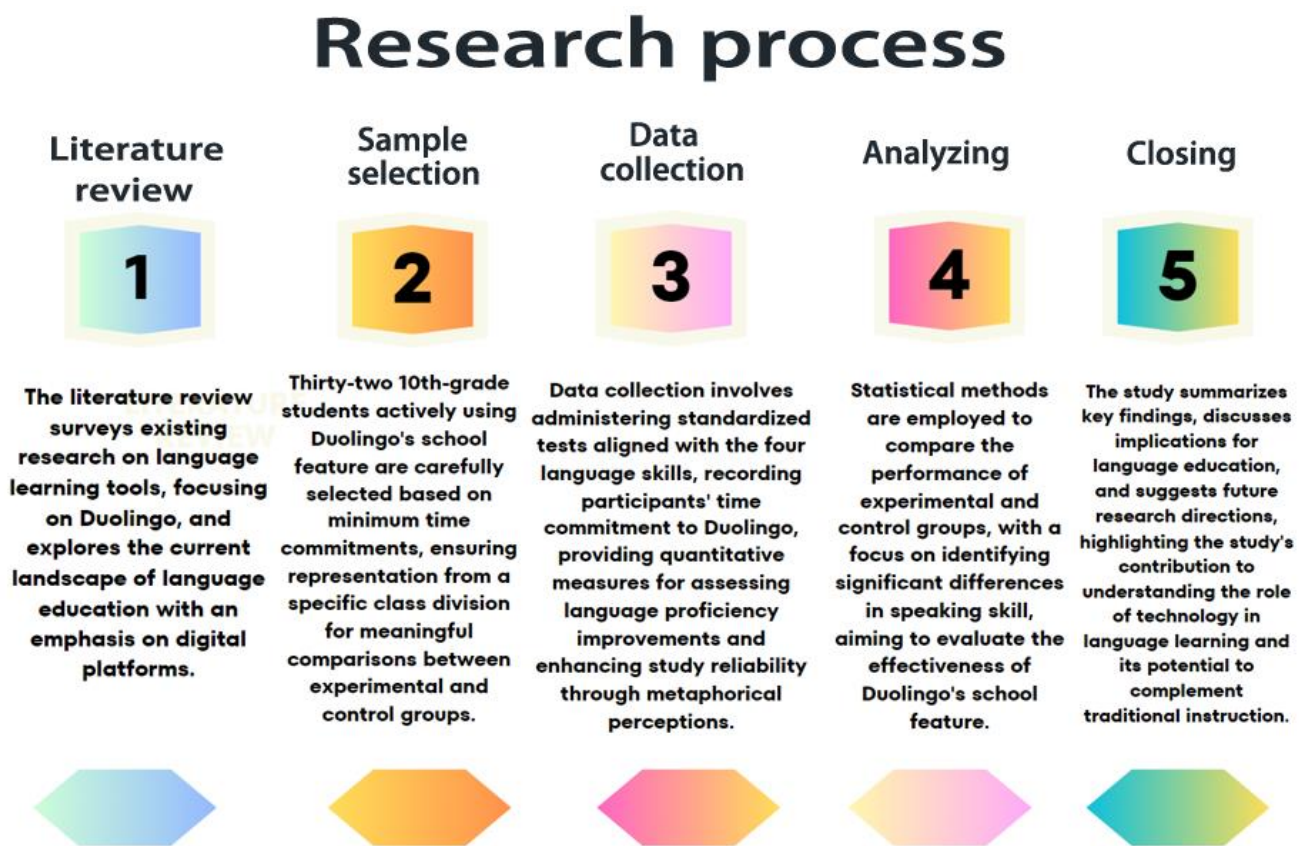 Research process
Literature
review
1
The literature review
surveys existing
research on language
learning tools, focusing
on Duolingo, and
explores the current
landscape of language
education with an
emphasis on digital
platforms.
Sample
selection
2
Thirty-two 10th-grade
students actively using
Duolingo's school
feature are carefully
selected based on
minimum time
commitments, ensuring
representation from a
specific class division
for meaningful
comparisons between
experimental and
control groups.
Data
collection
3
Data collection involves
administering standardized
tests aligned with the four
language skills, recording
participants' time
commitment to Duolingo,
providing quantitative
measures for assessing
language proficiency
improvements and
enhancing study reliability
through metaphorical
perceptions.
Analyzing
4
Statistical methods
are employed to
compare the
performance of
experimental and
control groups, with a
focus on identifying
significant differences
in speaking skill,
aiming to evaluate the
effectiveness of
Duolingo's school
feature.
Closing
5
The study summarizes
key findings, discusses
implications for
language education,
and suggests future
research directions,
highlighting the study's
contribution to
understanding the role
of technology in
language learning and
its potential to
complement
traditional instruction.
LITERATURE
REVIEW